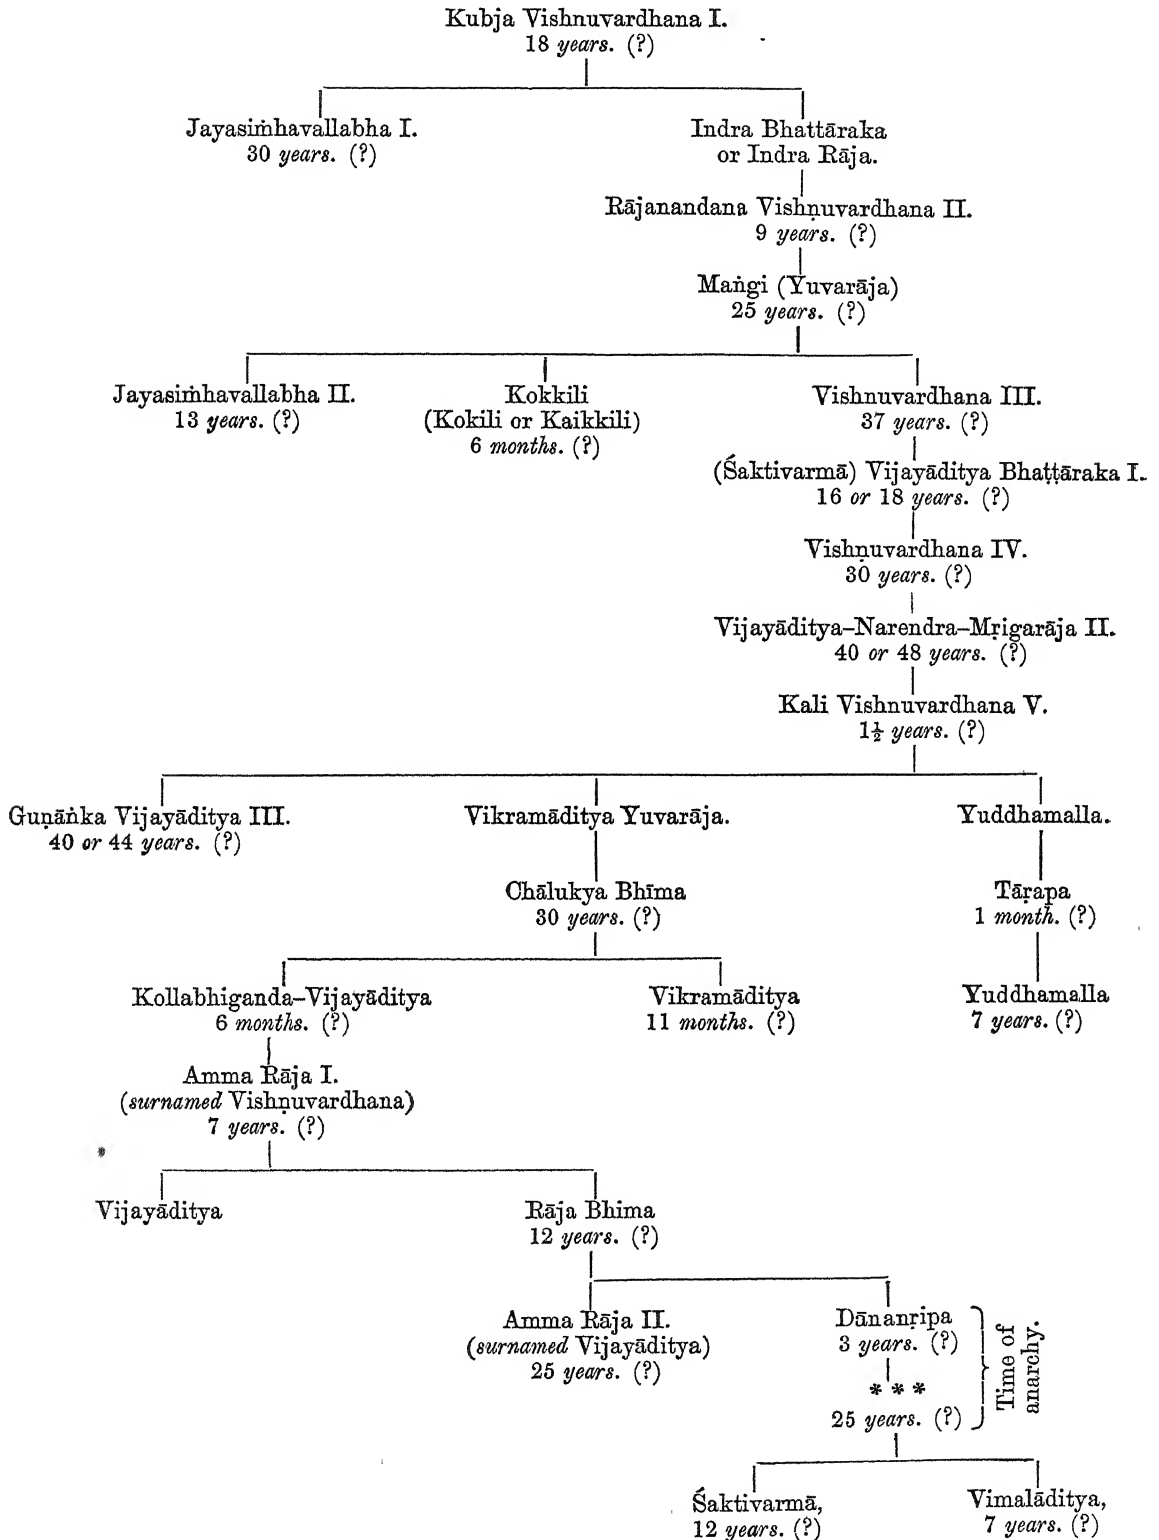 Kubja Vishnuvardhana I.
18 years. (?)
Jayasiṁhavallabha I.
30 years. (?)
Indra Bhattāraka
or Indra Rāja.
Rājanandana Vishṇuvardhana II.
9 years. (?)
Maṅgi (Yuvarāja)
25 years. (?)
Jayasiṁhavallabha II.
13 years. (?)
Kokkili
(Kokili or Kaikkili)
6 months. (?)
Vishnuvardhana III.
37 years. (?)
(Śaktivarmā) Vijayāditya Bhaṭṭāraka I.
16 or 18 years. (?)
Vishṇuvardhana IV.
30 years. (?)
Vijayāditya–Narendra–Mṛigarāja II.
40 or 48 years. (?)
Kali Vishnuvardhana V.
1½ years. (?)
Guṇāṅka Vijayāditya III.
40 or 44 years. (?)
Vikramāditya Yuvarāja.
Yuddhamalla.
Chālukya Bhīma
30 years. (?)
Tāṛapa
1 month. (?)
Kollabhiganda–Vijayāditya
6 months. (?)
Vikramāditya
11 months. (?)
Yuddhamalla
7 years. (?)
Amma Rāja I.
(surnamed Vishṇuvardhana)
7 years. (?)
Vijayāditya
Rāja Bhima
12 years. (?)
Amma Rāja II.
(surnamed Vijayāditya)
25 years. (?)
Dānanṛipa
3 years. (?)
* * *
25 years. (?)
Time of
anarchy.
Śaktivarmā,
12 years. (?)
Vimalāditya,
7 years. (?)